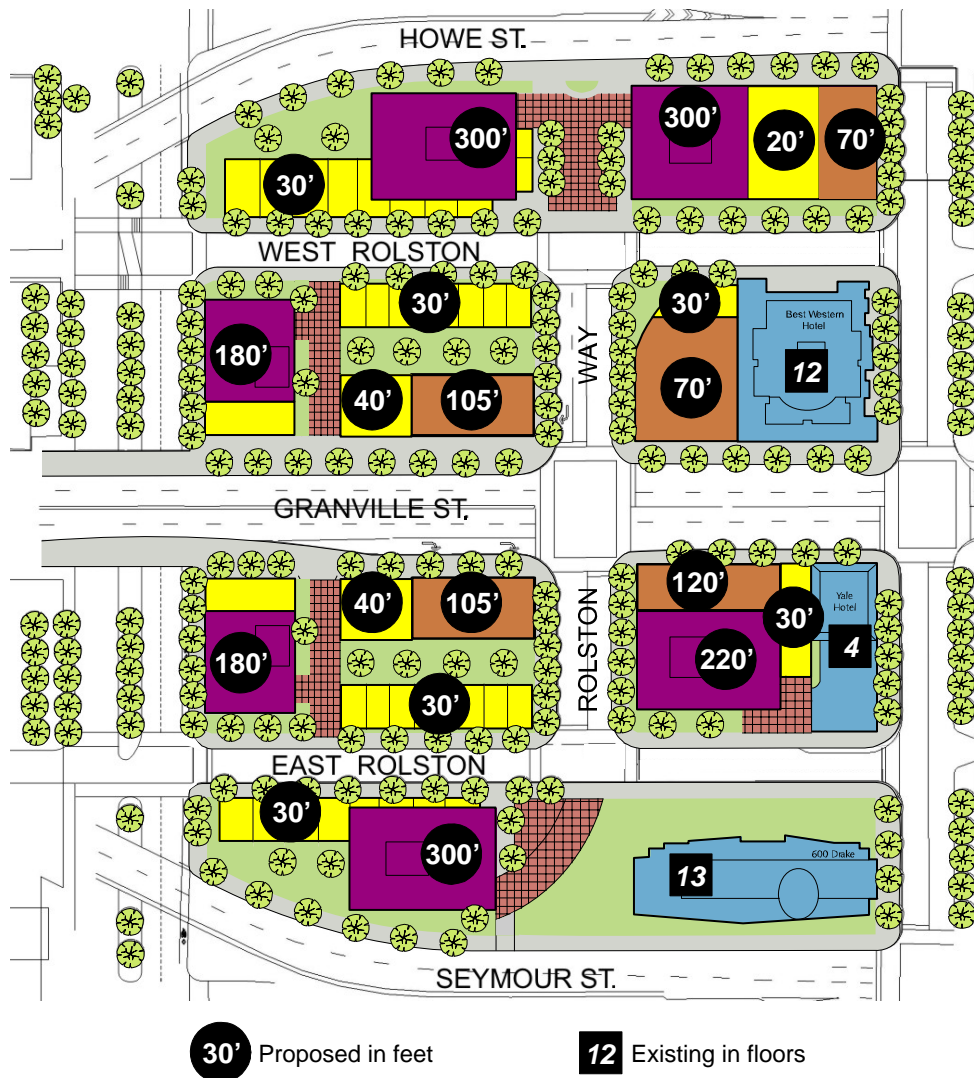 HOWE ST.
300'
300'
20'
70'
30'
WEST ROLSTON
30'
30'
Best Western
Hotel
180'
12
70'
40'
105'
WAY
GRANVILLE ST.
40'
105'
120'
Yale
Hotel
30'
4
180'
220'
ROLSTON
30'
EAST ROLSTON
30'
300'
600 Drake
13
SEYMOUR ST.
30' Proposed in feet
12 Existing in floors